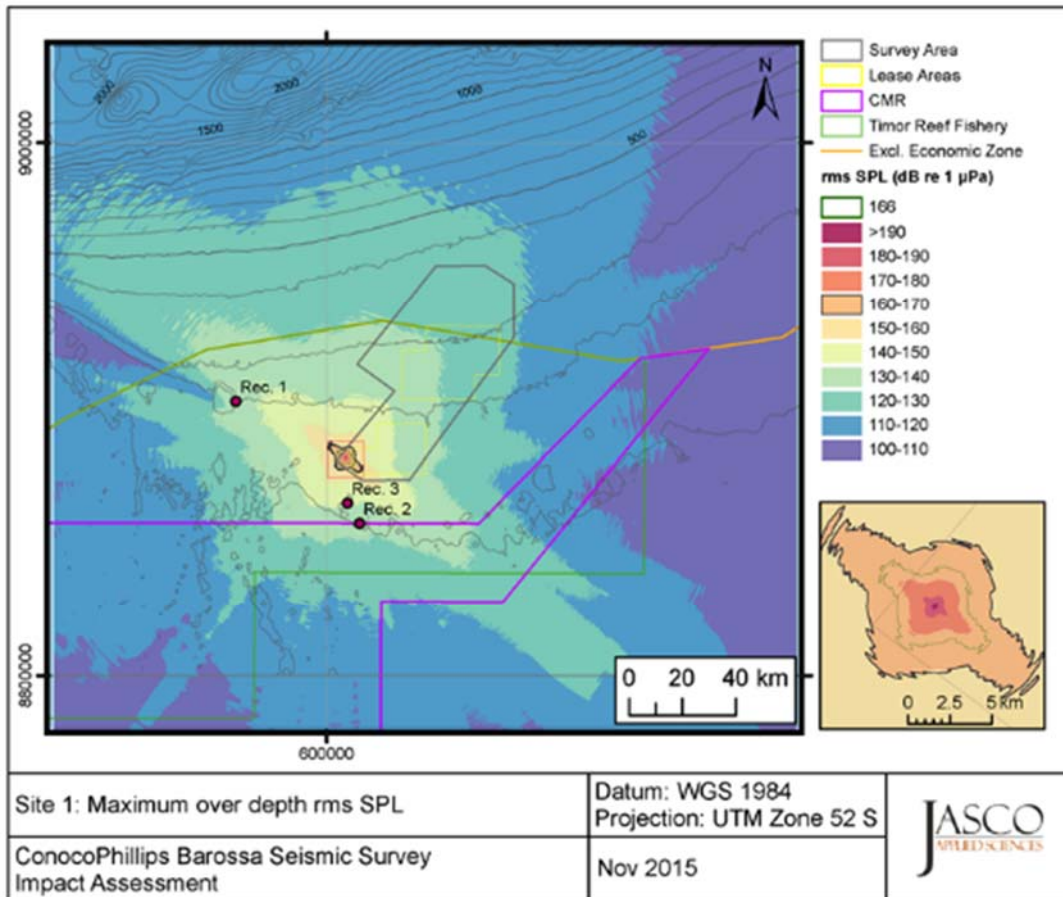 2000
2000
1000
1500
500
N
9000000
8800000
600000
Rec. 1
Rec. 3
Rec. 2
0 20 40 km
Survey Area
Lease Areas
CMR
Timor Reef Fishery
Excl. Economic Zone
rms SPL (dB re 1 µPa)
166
>190
180-190
170-180
160-170
150-160
140-150
130-140
120-130
110-120
100-110
0 2.5 5 km
Site 1: Maximum over depth rms SPL
ConocoPhillips Barossa Seismic Survey
Impact Assessment
Datum: WGS 1984
Projection: UTM Zone 52 S
Nov 2015
JASCO
APPLIED SCIENCES